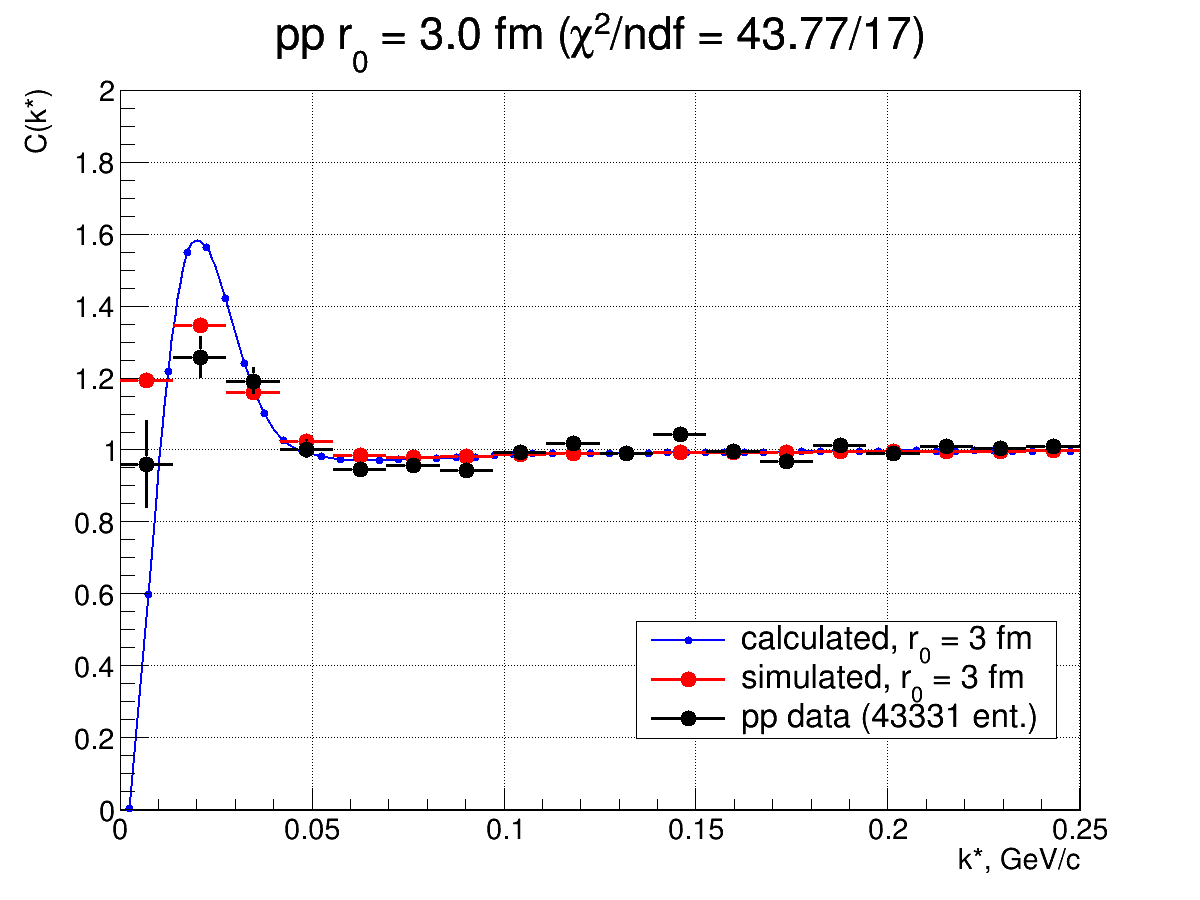 pp r₀ = 3.0 fm (χ²/ndf = 43.77/17)
C(k*)
2
1.8
1.6
1.4
1.2
1
0.8
0.6
0.4
0.2
0
calculated, r₀ = 3 fm
simulated, r₀ = 3 fm
pp data (43331 ent.)
0 0.05 0.1 0.15 0.2 0.25
k*, GeV/c